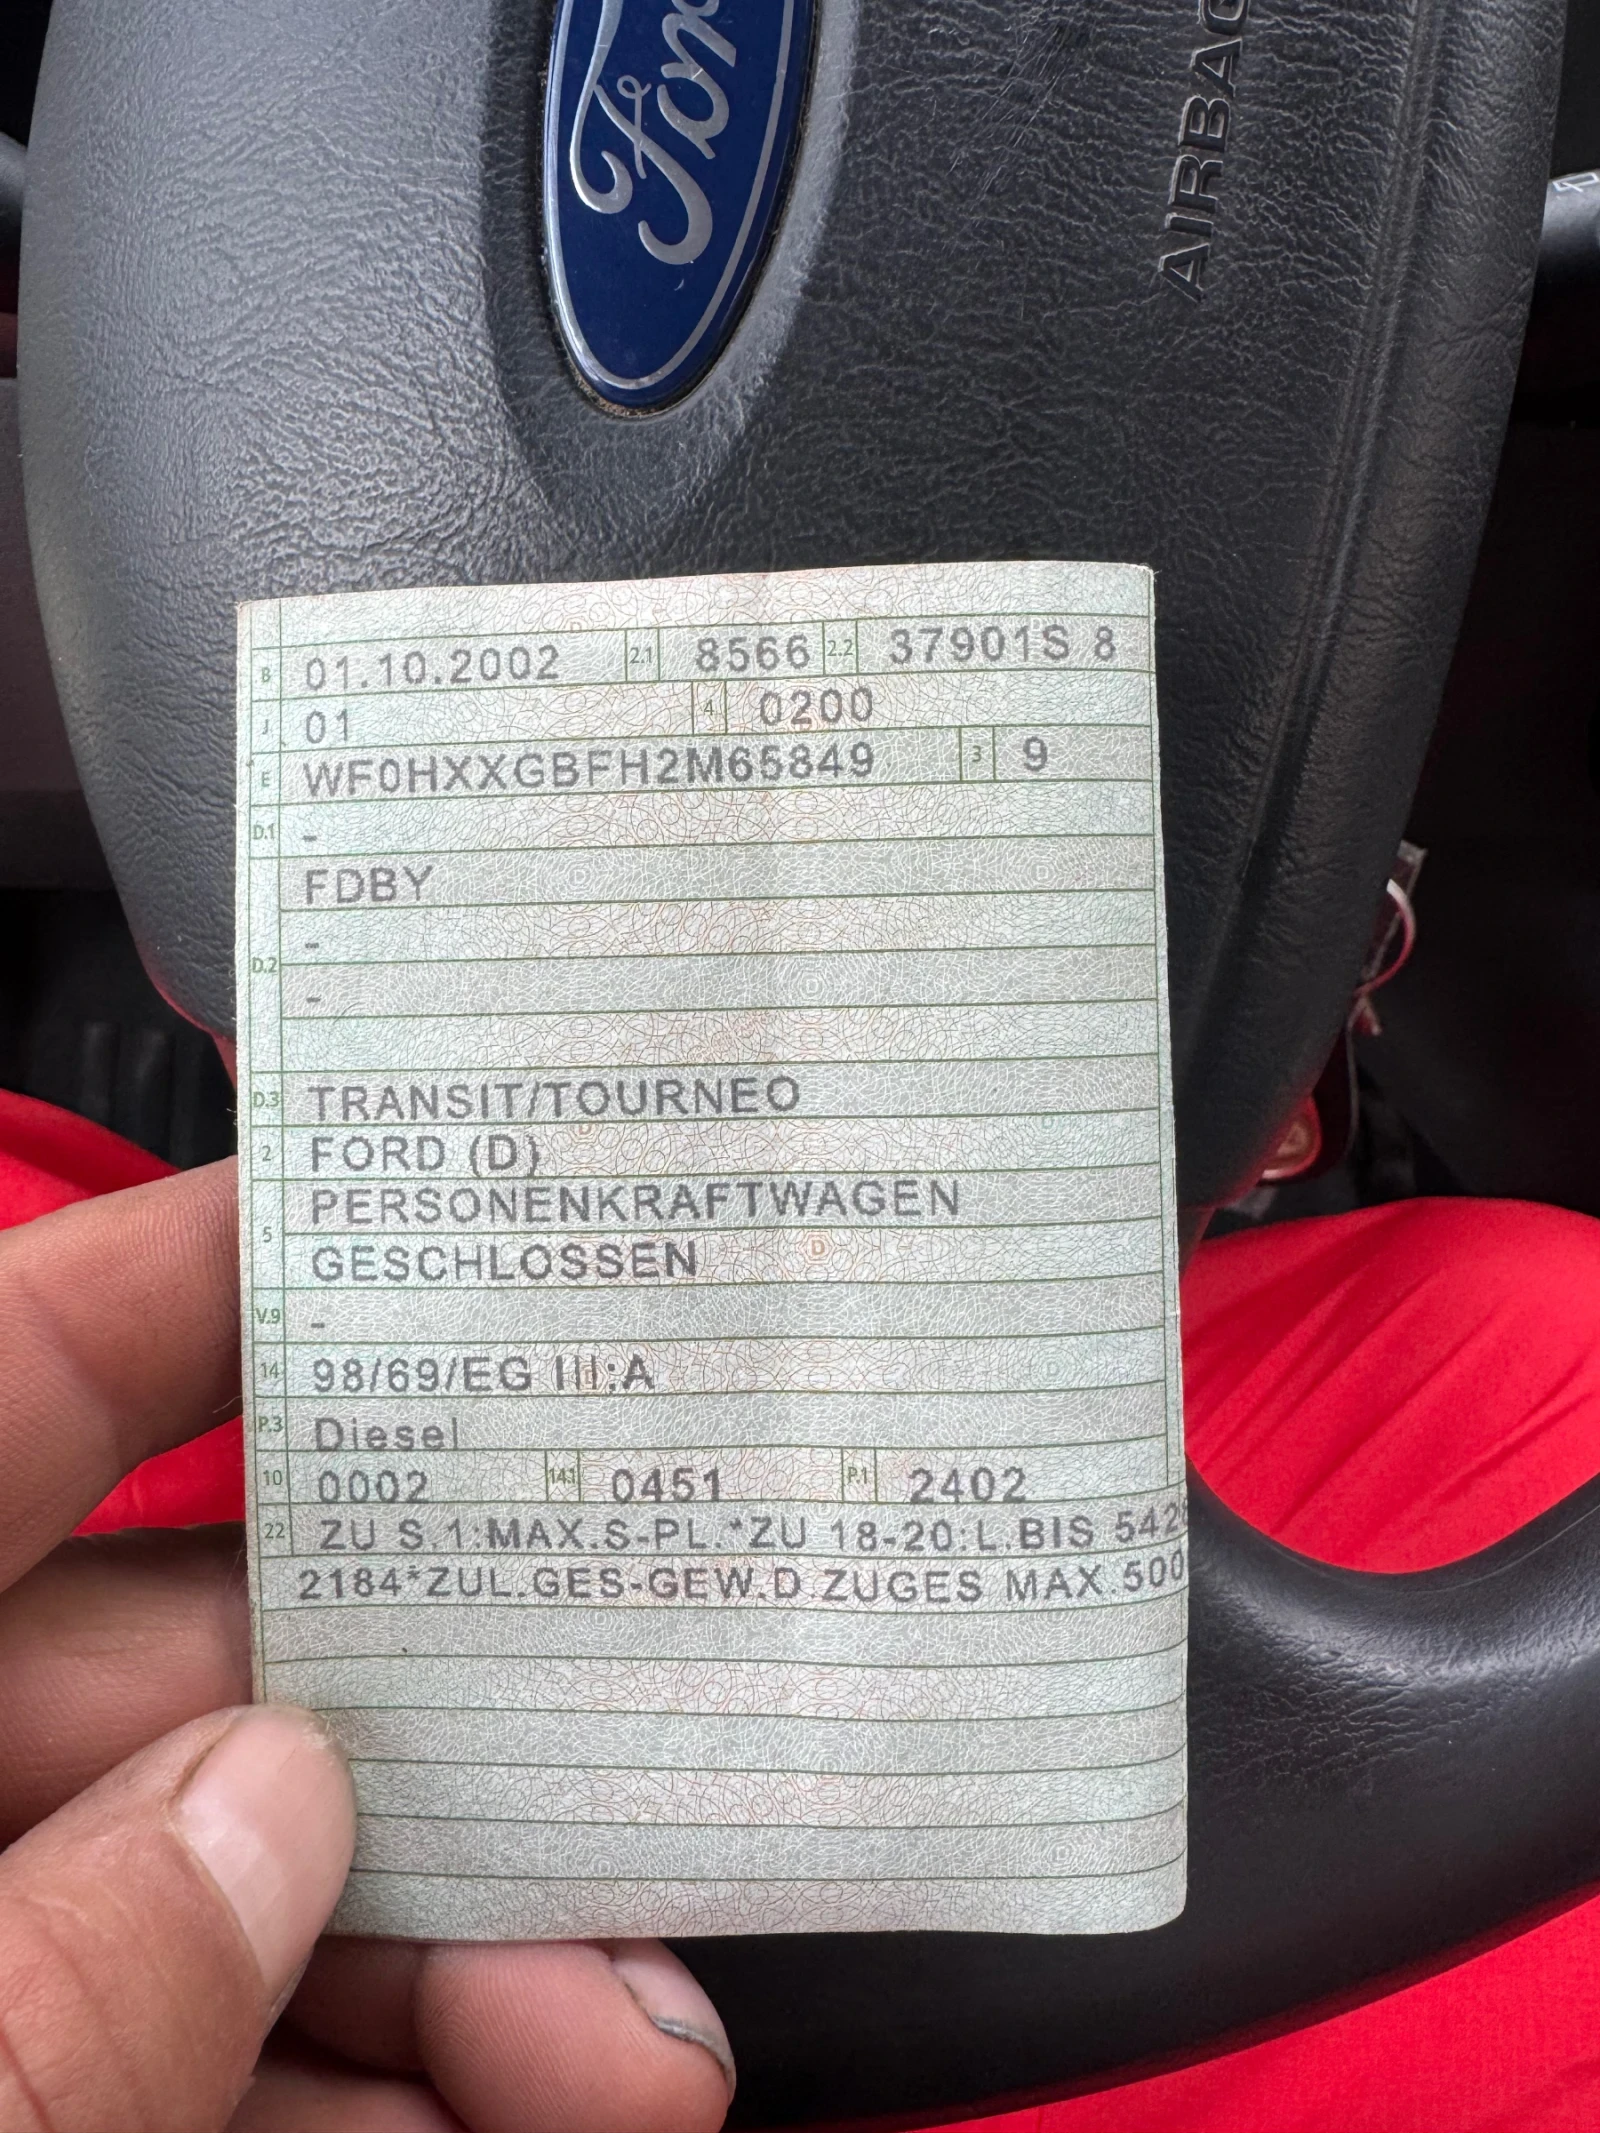 Ford
AIRBAG
B 01.10.2002 2.1 8566 2.2 37901S 8
J 01 4 0200
E WF0HXXGBFH2M65849 3 9
D.1 -
FDBY
-
D.2
-
D.3 TRANSIT/TOURNEO
2 FORD (D)
PERSONENKRAFTWAGEN
5
GESCHLOSSEN
V.9 -
14 98/69/EG III;A
P.3 Diesel
10 0002 14.1 0451 P.1 2402
22 ZU S.1:MAX.S-PL.*ZU 18-20:L.BIS 542
2184*ZUL.GES-GEW.D.ZUGES MAX.500